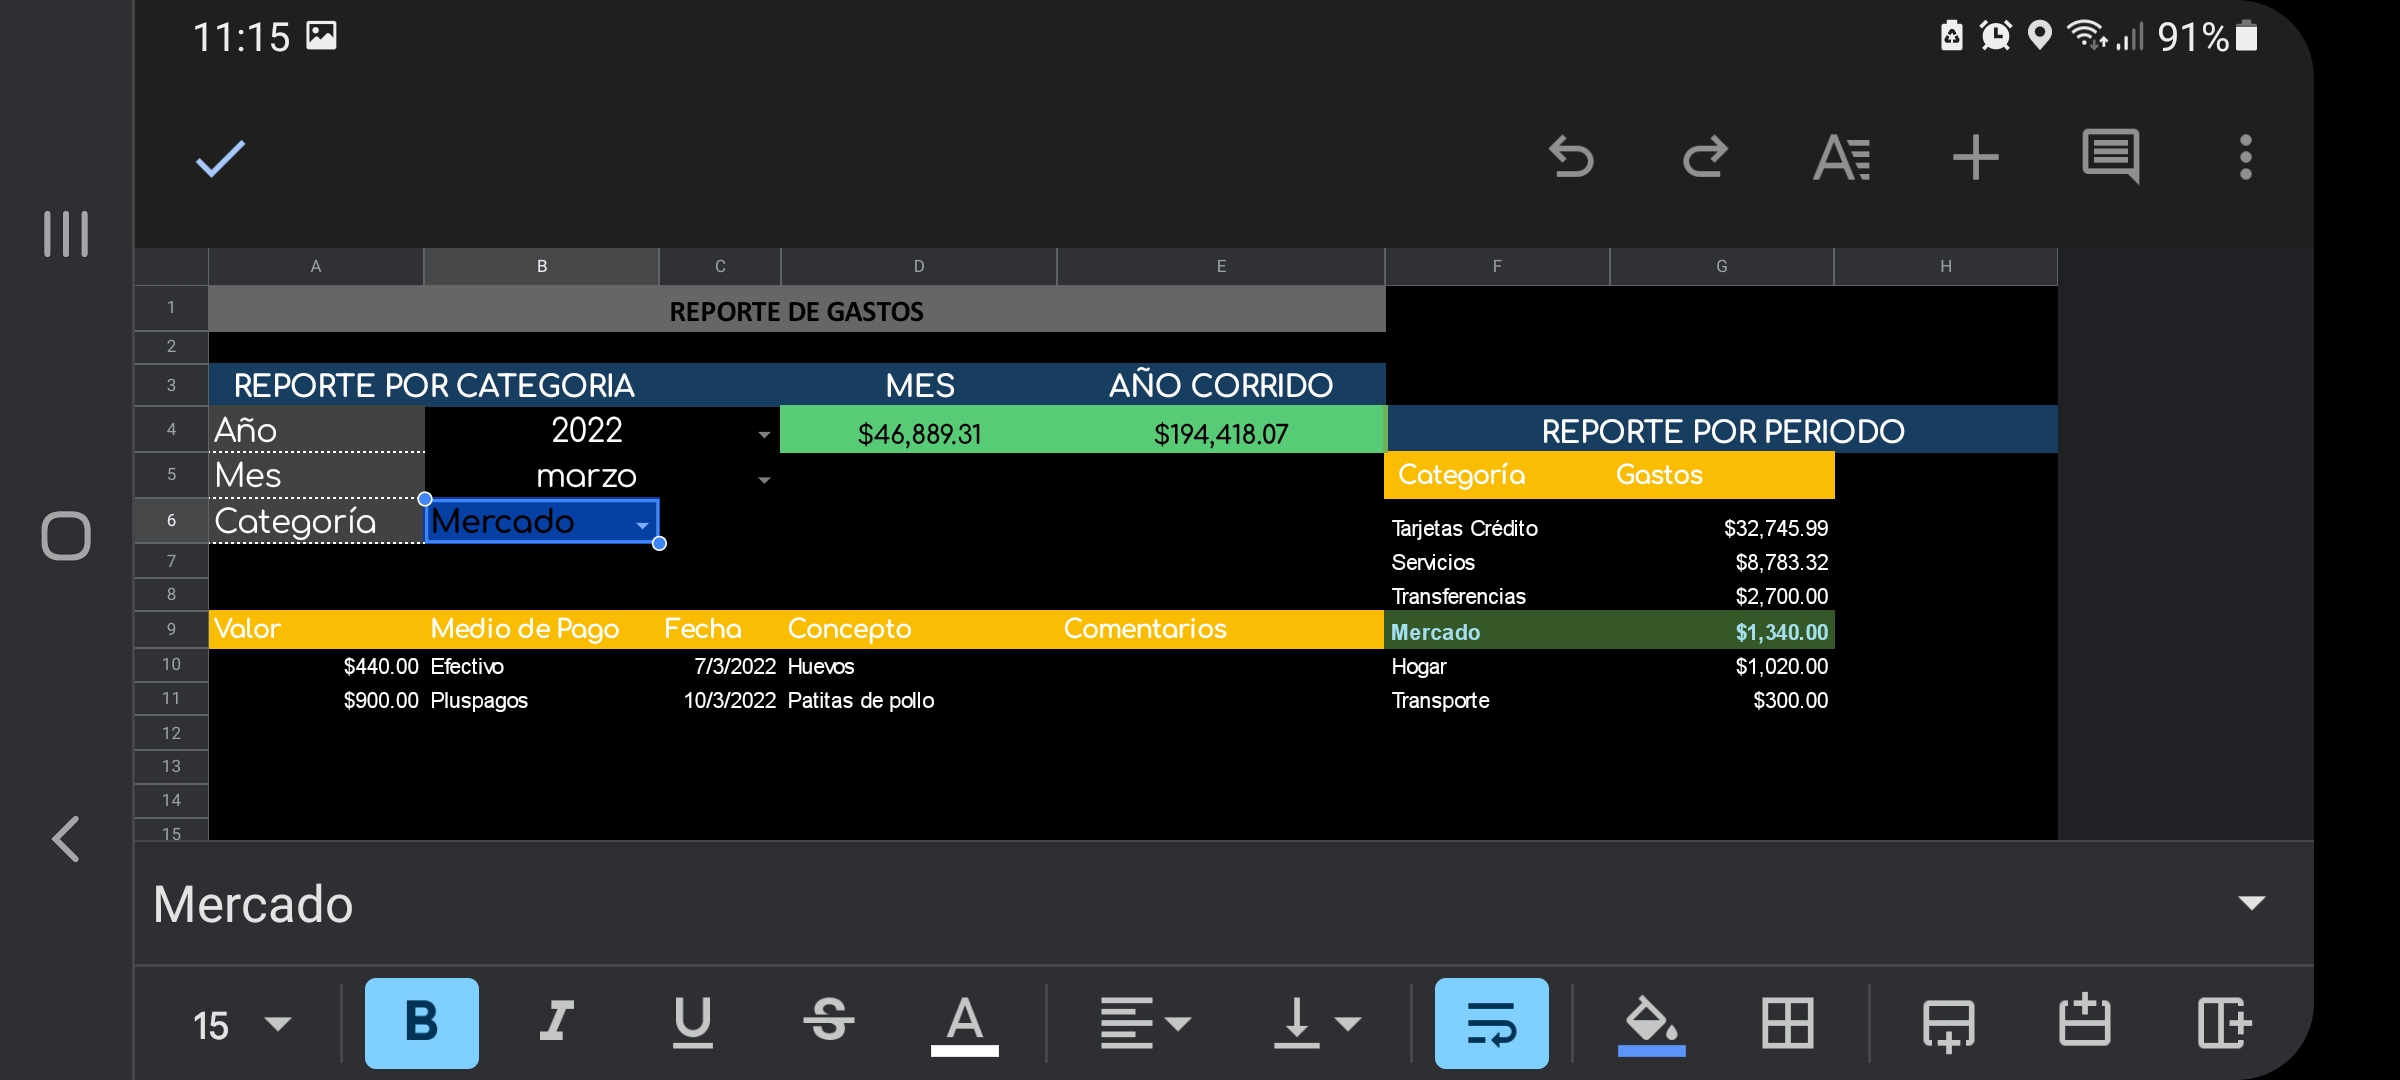 11:15 91%
A B C D E F G H
1 REPORTE DE GASTOS
2
3 REPORTE POR CATEGORIA MES AÑO CORRIDO
4 Año 2022 $46,889.31 $194,418.07 REPORTE POR PERIODO
5 Mes marzo Categoría Gastos
6 Categoría Mercado Tarjetas Crédito $32,745.99
7 Servicios $8,783.32
8 Transferencias $2,700.00
9 Valor Medio de Pago Fecha Concepto Comentarios Mercado $1,340.00
10 $440.00 Efectivo 7/3/2022 Huevos Hogar $1,020.00
11 $900.00 Pluspagos 10/3/2022 Patitas de pollo Transporte $300.00
12
13
14
15
Mercado
15 B I U S A